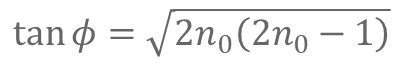 tan ϕ = √(2n₀(2n₀ − 1))